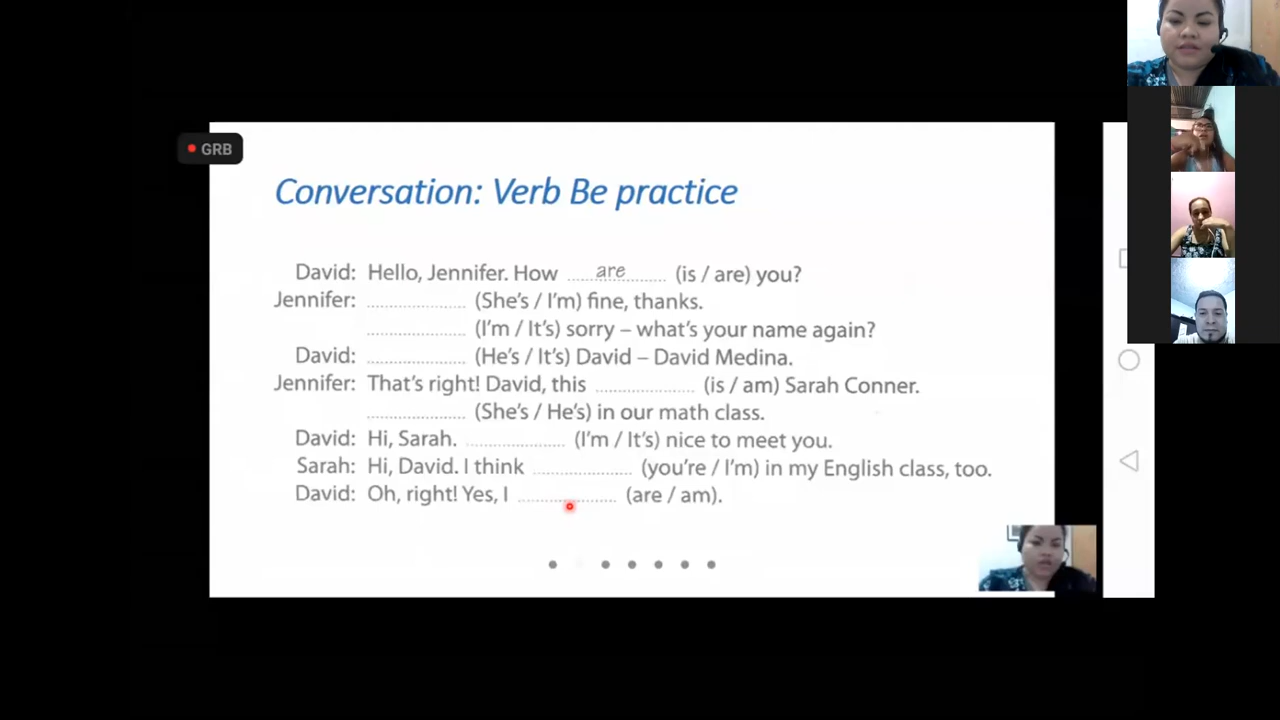 GRB
Conversation: Verb Be practice
David: Hello, Jennifer. How ....are.... (is / are) you?
Jennifer: .................... (She's / I'm) fine, thanks.
.................... (I'm / It's) sorry – what's your name again?
David: .................... (He's / It's) David – David Medina.
Jennifer: That's right! David, this .................... (is / am) Sarah Conner.
.................... (She's / He's) in our math class.
David: Hi, Sarah. .................... (I'm / It's) nice to meet you.
Sarah: Hi, David. I think .................... (you're / I'm) in my English class, too.
David: Oh, right! Yes, I .................... (are / am).